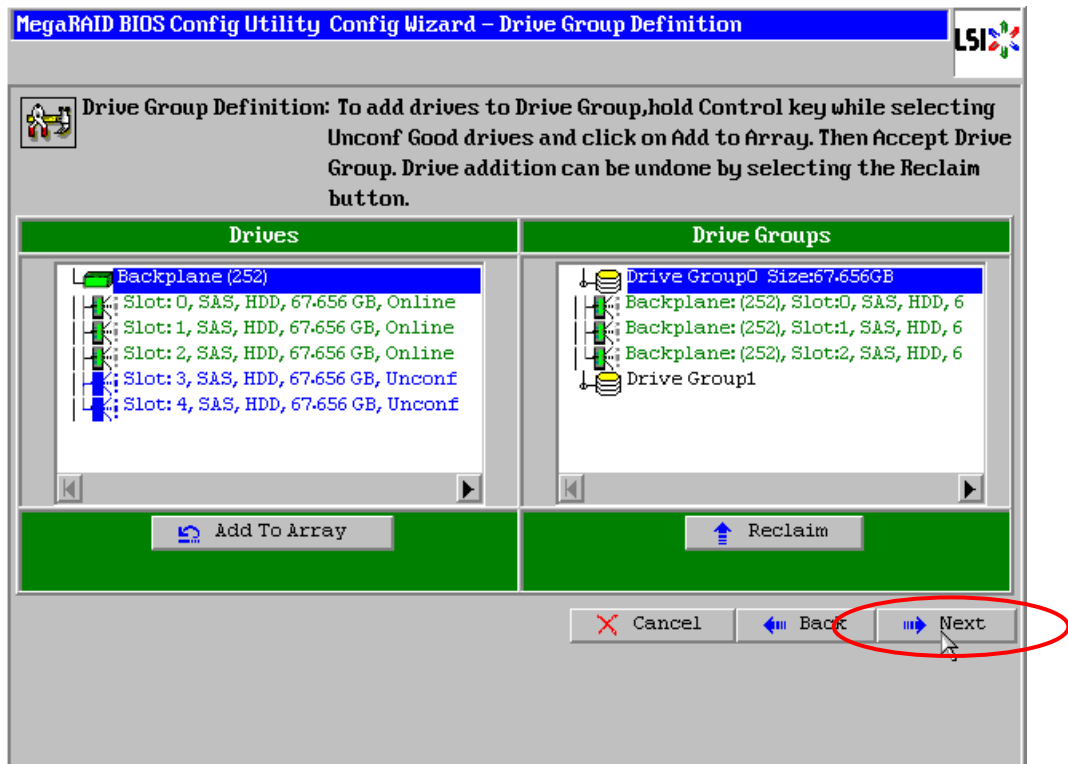 MegaRAID BIOS Config Utility Config Wizard – Drive Group Definition
LSI
Drive Group Definition: To add drives to Drive Group,hold Control key while selecting
Unconf Good drives and click on Add to Array. Then Accept Drive
Group. Drive addition can be undone by selecting the Reclaim
button.
Drives
Backplane (252)
Slot: 0, SAS, HDD, 67.656 GB, Online
Slot: 1, SAS, HDD, 67.656 GB, Online
Slot: 2, SAS, HDD, 67.656 GB, Online
Slot: 3, SAS, HDD, 67.656 GB, Unconf
Slot: 4, SAS, HDD, 67.656 GB, Unconf
Add To Array
Drive Groups
Drive Group0 Size:67.656GB
Backplane: (252), Slot:0, SAS, HDD, 6
Backplane: (252), Slot:1, SAS, HDD, 6
Backplane: (252), Slot:2, SAS, HDD, 6
Drive Group1
Reclaim
Cancel
Back
Next